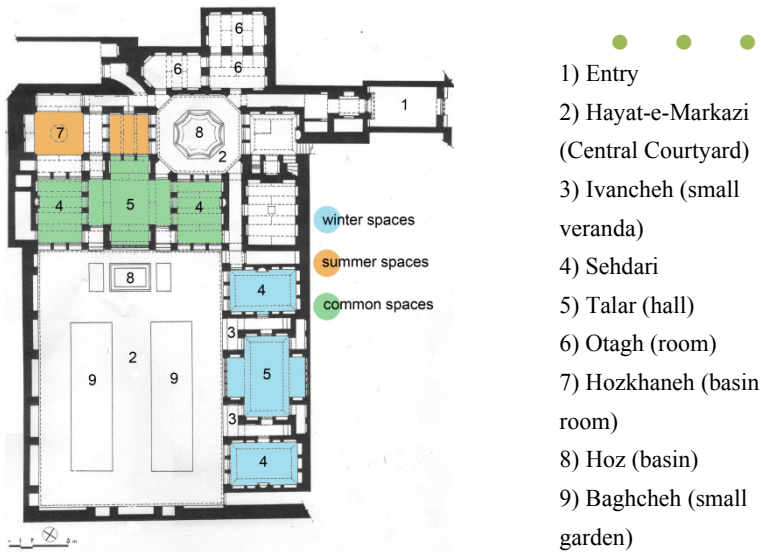 6
6
6
1
7
8
2
4
5
4
winter spaces
summer spaces
common spaces
8
4
3
2
9
9
5
3
4
1) Entry
2) Hayat-e-Markazi
(Central Courtyard)
3) Ivancheh (small
veranda)
4) Sehdari
5) Talar (hall)
6) Otagh (room)
7) Hozkhaneh (basin
room)
8) Hoz (basin)
9) Baghcheh (small
garden)